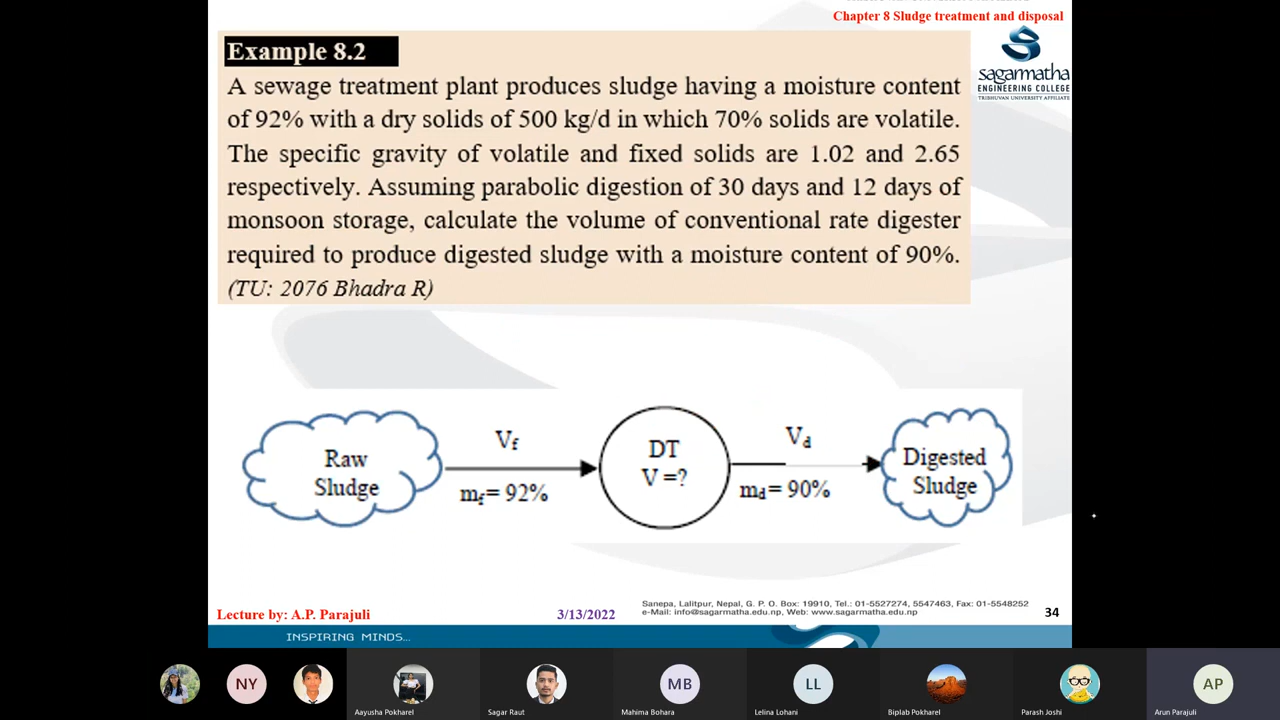 Chapter 8 Sludge treatment and disposal
sagarmatha
ENGINEERING COLLEGE
TRIBHUVAN UNIVERSITY AFFILIATE
Example 8.2
A sewage treatment plant produces sludge having a moisture content
of 92% with a dry solids of 500 kg/d in which 70% solids are volatile.
The specific gravity of volatile and fixed solids are 1.02 and 2.65
respectively. Assuming parabolic digestion of 30 days and 12 days of
monsoon storage, calculate the volume of conventional rate digester
required to produce digested sludge with a moisture content of 90%.
(TU: 2076 Bhadra R)
Raw
Sludge
Vf
mf= 92%
DT
V =?
Vd
md= 90%
Digested
Sludge
Lecture by: A.P. Parajuli
3/13/2022
Sanepa, Lalitpur, Nepal, G. P. O. Box: 19910, Tel.: 01-5527274, 5547463, Fax: 01-5548252
e-Mail: info@sagarmatha.edu.np, Web: www.sagarmatha.edu.np
34
INSPIRING MINDS...
NY
MB
LL
AP
Aayusha Pokharel
Sagar Raut
Mahima Bohara
Lelina Lohani
Biplab Pokharel
Parash Joshi
Arun Parajuli